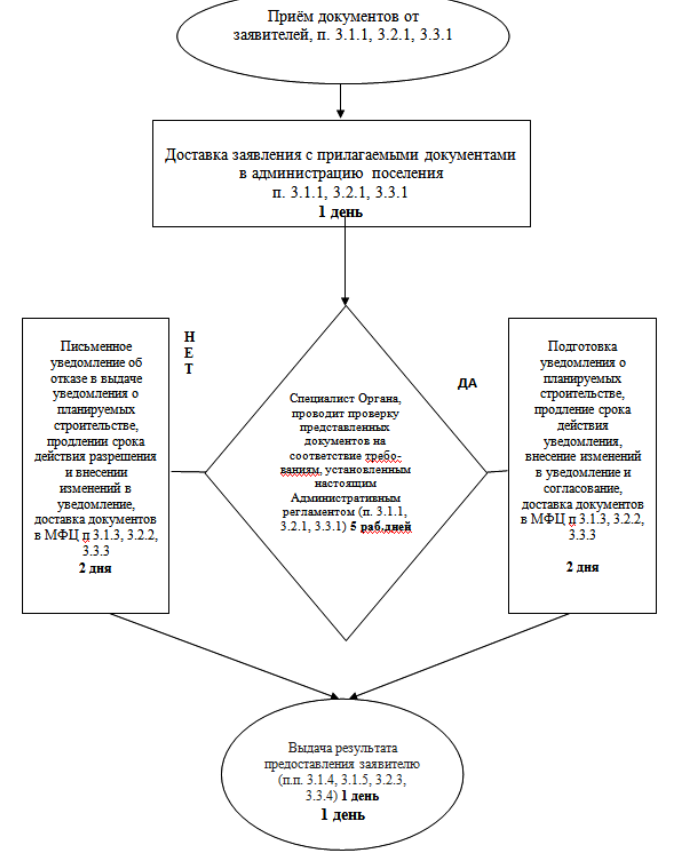 Приём документов от
заявителей, п. 3.1.1, 3.2.1, 3.3.1
Доставка заявления с прилагаемыми документами
в администрацию поселения
п. 3.1.1, 3.2.1, 3.3.1
1 день
Письменное
уведомление об
отказе в выдаче
уведомления о
планируемых
строительстве,
продлении срока
действия разрешения
и внесении
изменений в
уведомление,
доставка документов
в МФЦ п 3.1.3, 3.2.2,
3.3.3
2 дня
Н
Е
Т
Специалист Органа,
проводит проверку
представленных
документов на
соответствие требо-
ваниям, установленным
настоящим
Административным
регламентом (п. 3.1.1,
3.2.1, 3.3.1) 5 раб.дней
ДА
Подготовка
уведомления о
планируемых
строительстве,
продление срока
действия
уведомления,
внесение изменений
в уведомление и
согласование,
доставка документов
в МФЦ п 3.1.3, 3.2.2,
3.3.3
2 дня
Выдача результата
предоставления заявителю
(п.п. 3.1.4, 3.1.5, 3.2.3,
3.3.4) 1 день
1 день